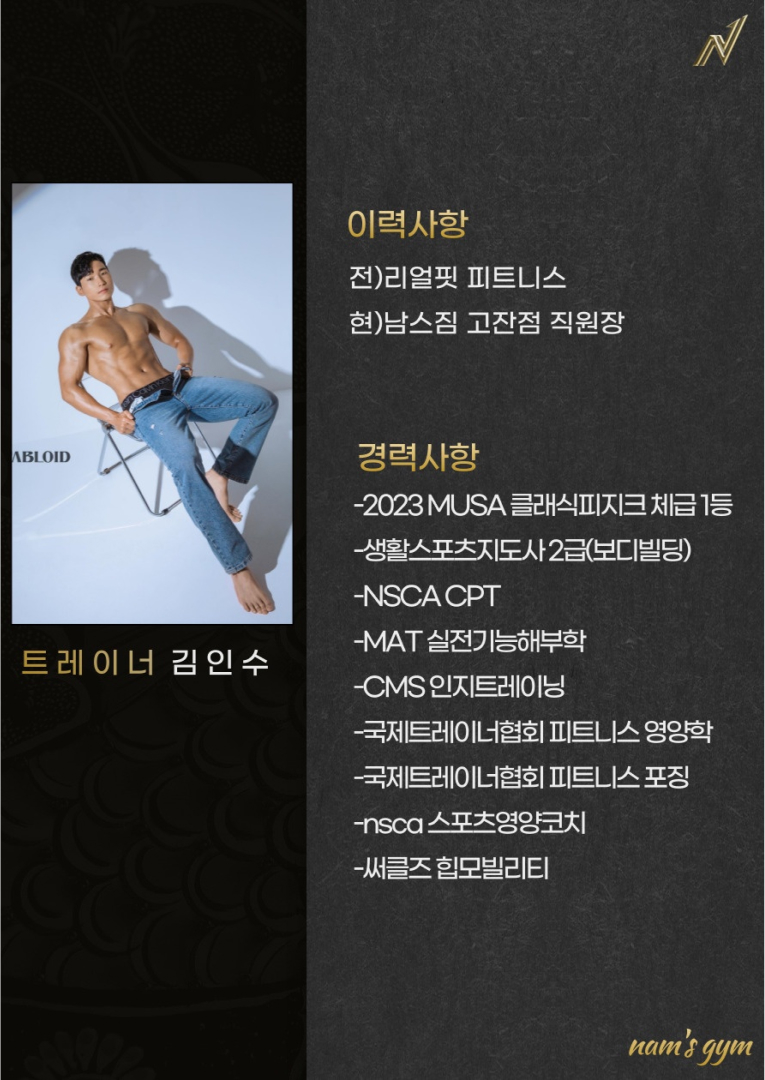 ABLOID
트레이너 김인수
이력사항
전)리얼핏 피트니스
현)남스짐 고잔점 직원장
경력사항
-2023 MUSA 클래식피지크 체급 1등
-생활스포츠지도사 2급(보디빌딩)
-NSCA CPT
-MAT 실전기능해부학
-CMS 인지트레이닝
-국제트레이너협회 피트니스 영양학
-국제트레이너협회 피트니스 포징
-nsca 스포츠영양코치
-써클즈 힙모빌리티
nam's gym